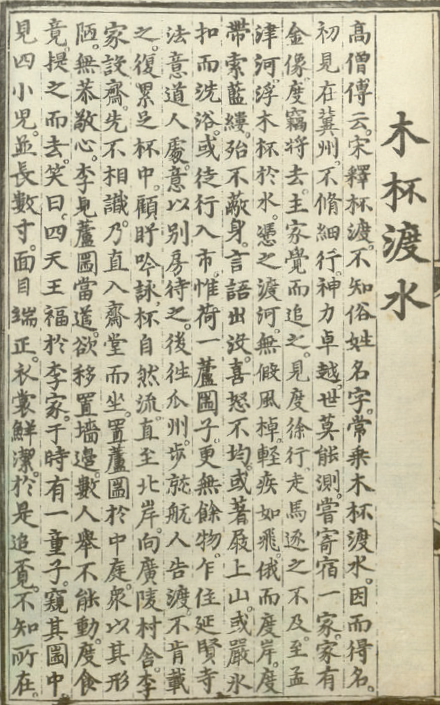 木杯渡水
高僧傳云。宋釋杯渡。不知俗姓名字。常乘木杯渡水。因而得名。
初見在冀州。不脩細行。神力卓越。世莫能測。嘗寄宿一家。家有
金像。度竊將去。主家覺而追之。見度徐行。走馬逐之不及。至孟
津河。浮木杯於水。憑之渡河。無假風棹。輕疾如飛。俄而度岸。度
帶索藍縷。殆不蔽身。言語出沒。喜怒不均。或著屐上山。或嚴氷
扣而洗浴。或徒行入市。惟荷一蘆圖子。更無餘物。乍住延賢寺
法意道人處。意以別房待之。後徃瓜州。步就航人告渡。不肯載
之。復累足杯中。顧眄吟詠。杯自然流。直至北岸。向廣陵村舍。李
家設齋。先不相識。乃直入齋堂而坐。置蘆圖於中庭。衆以其形
陋。無恭敬心。李見蘆圖當道。欲移置墻邊。數人舉不能動。度食
竟。提之而去。笑曰。四天王福於李家。于時有一童子。窺其圖中。
見四小児。並長數寸。面目端正。衣裳鮮潔。於是追覓。不知所在。